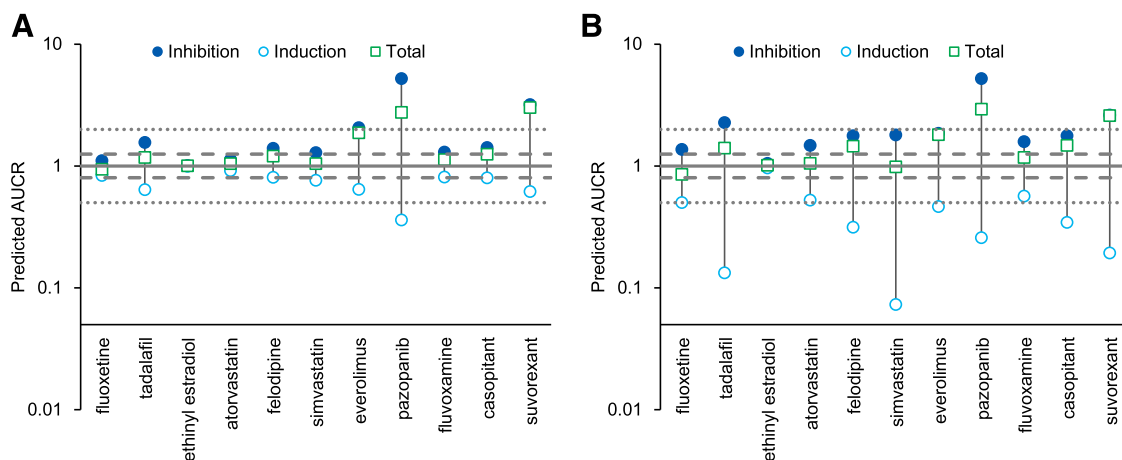 A
Inhibition Induction Total
Predicted AUCR
10
1
0.1
0.01
fluoxetine
tadalafil
ethinyl estradiol
atorvastatin
felodipine
simvastatin
everolimus
pazopanib
fluvoxamine
casopitant
suvorexant
B
Inhibition Induction Total
Predicted AUCR
10
1
0.1
0.01
fluoxetine
tadalafil
ethinyl estradiol
atorvastatin
felodipine
simvastatin
everolimus
pazopanib
fluvoxamine
casopitant
suvorexant